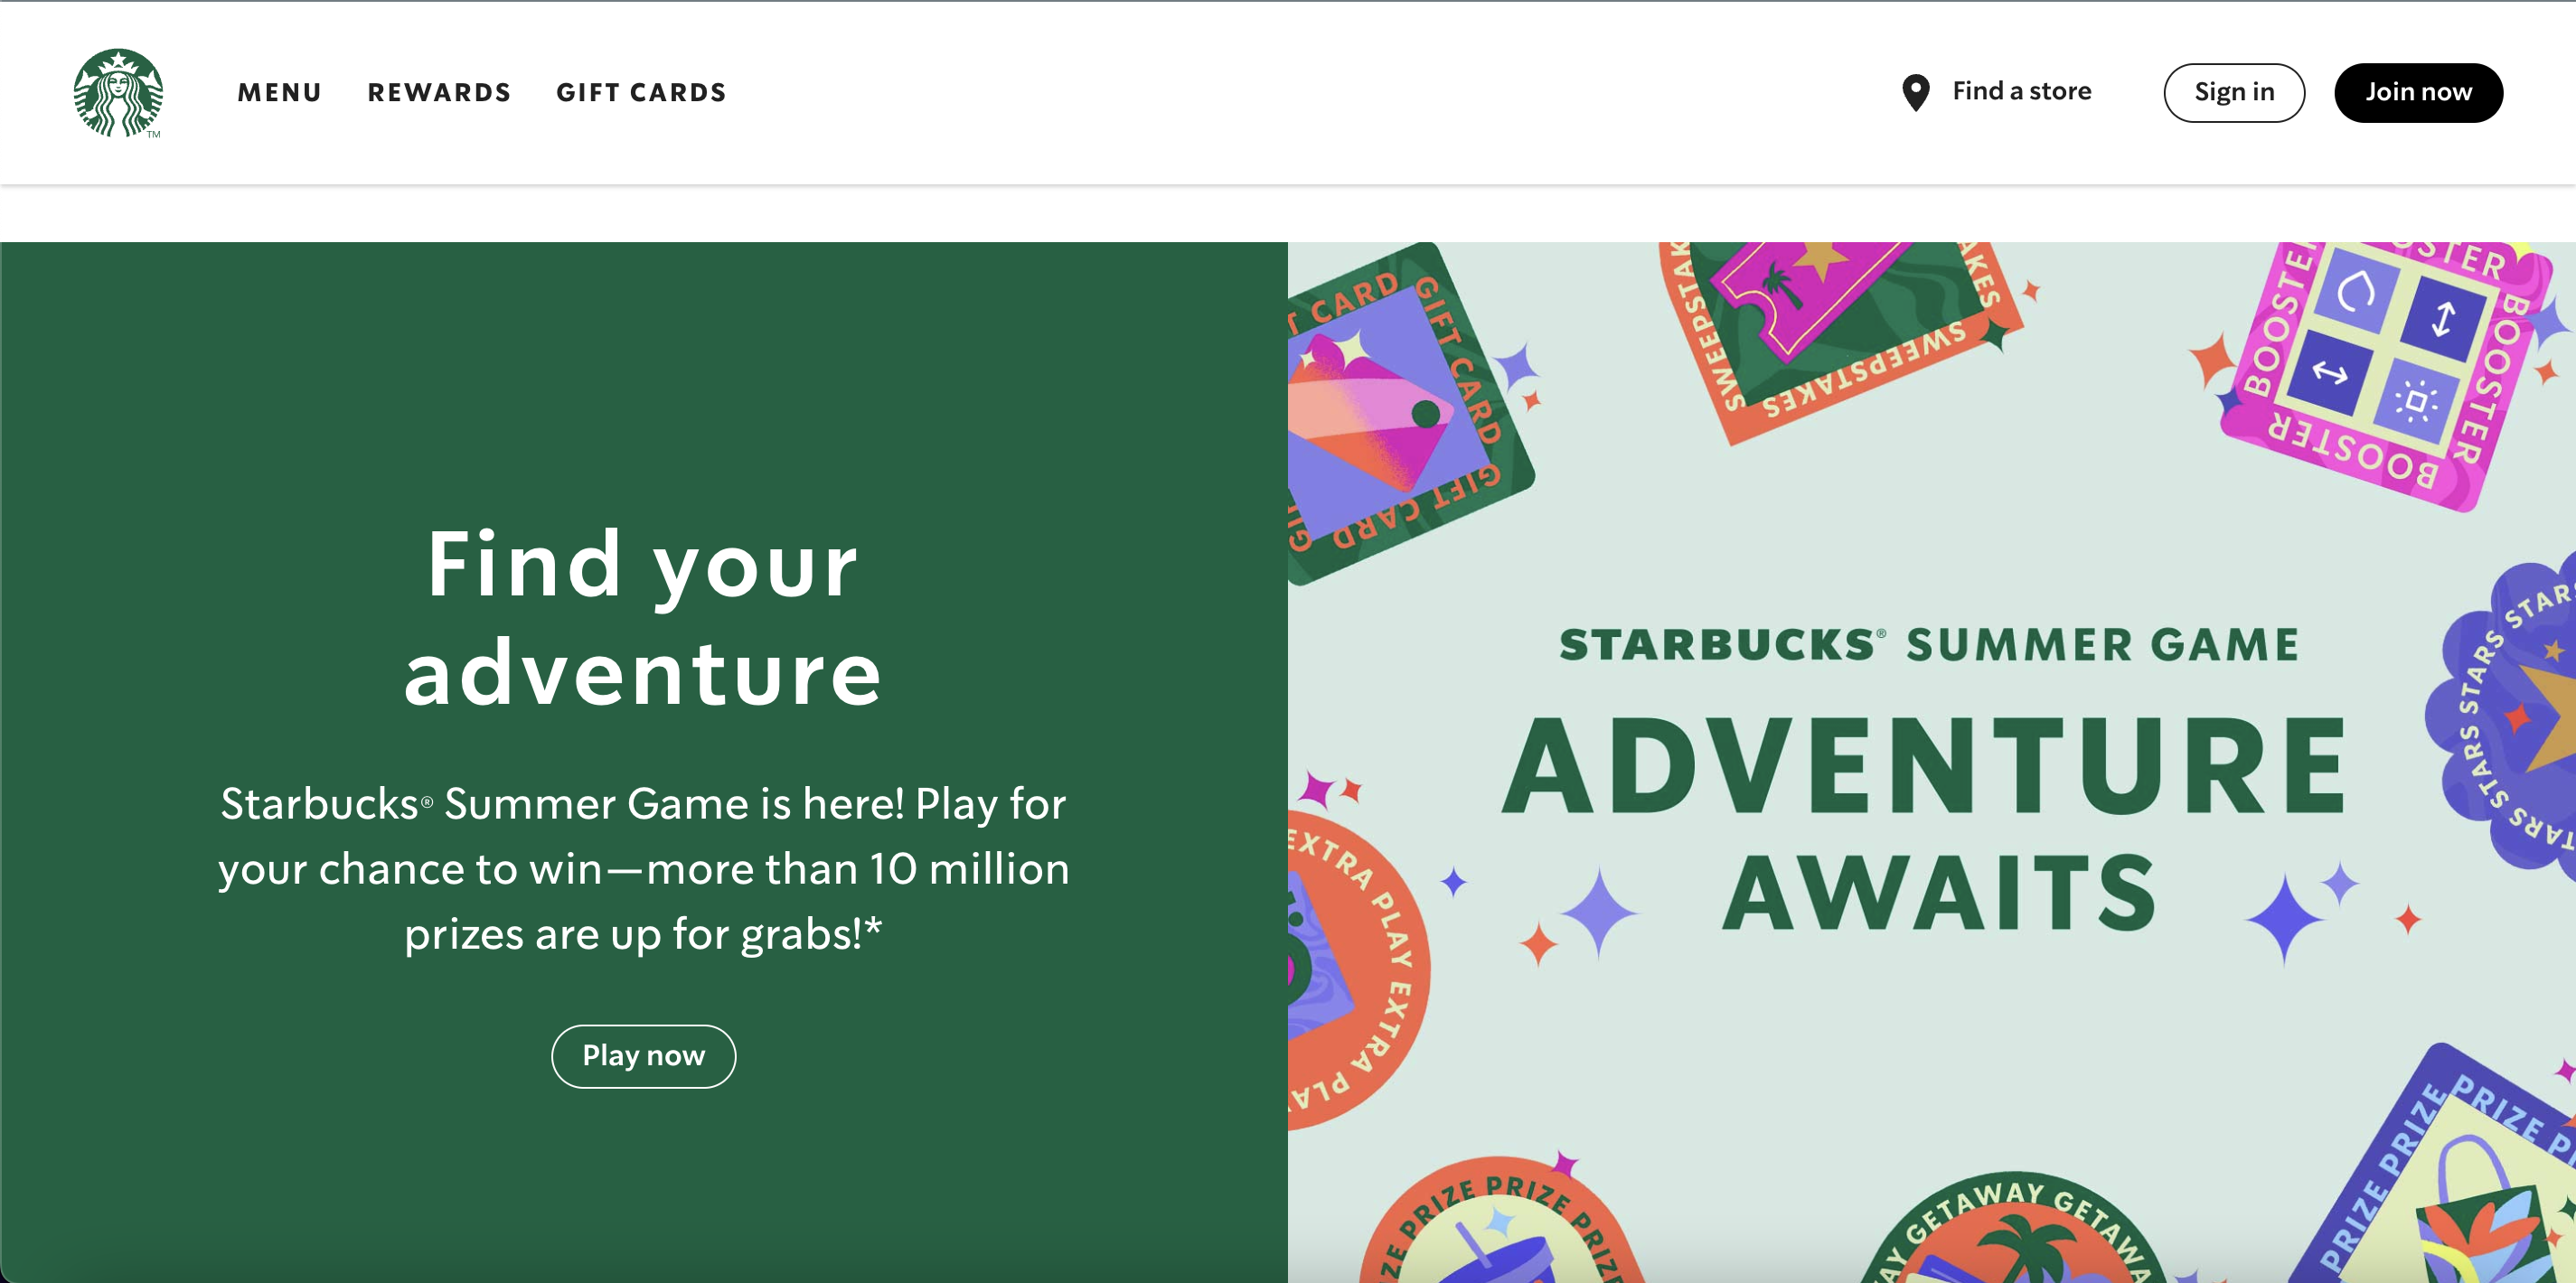 TM
MENU REWARDS GIFT CARDS
Find a store
Sign in
Join now
Find your
adventure
Starbucks® Summer Game is here! Play for
your chance to win—more than 10 million
prizes are up for grabs!*
Play now
CARD GIFT CARD
GIFT CARD
SWEEPSTAKES
BOOSTER
BOOSTER
BOOSTER
STARBUCKS® SUMMER GAME
ADVENTURE
AWAITS
STARS STARS STARS
EXTRA PLAY EXTRA PLAY
PRIZE PRIZE PRIZE
GETAWAY
PRIZE PRIZE
PRIZE